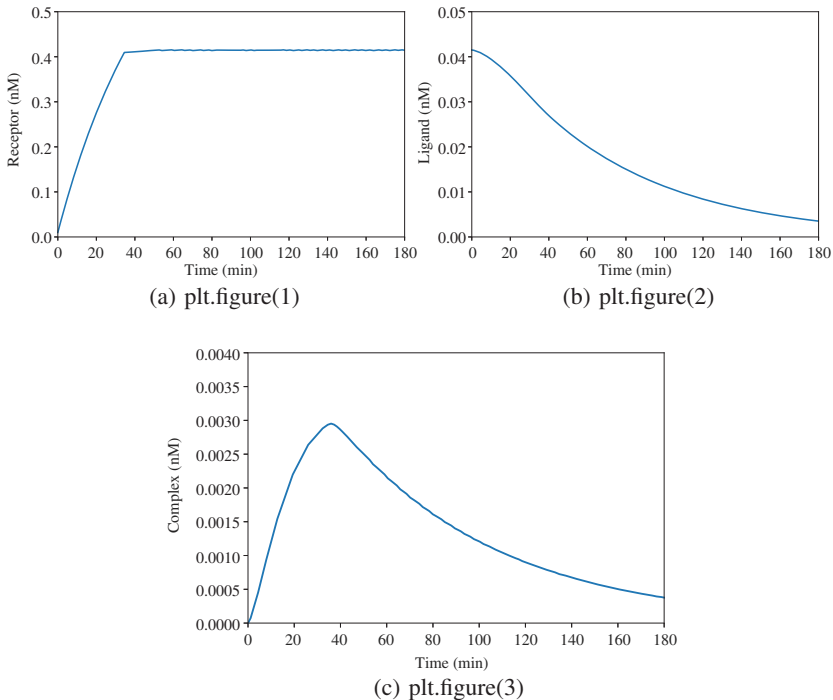 0.5
0.4
0.3
0.2
0.1
0.0
Receptor (nM)
0 20 40 60 80 100 120 140 160 180
Time (min)
(a) plt.figure(1)
0.05
0.04
0.03
0.02
0.01
0.00
Ligand (nM)
0 20 40 60 80 100 120 140 160 180
Time (min)
(b) plt.figure(2)
0.0040
0.0035
0.0030
0.0025
0.0020
0.0015
0.0010
0.0005
0.0000
Complex (nM)
0 20 40 60 80 100 120 140 160 180
Time (min)
(c) plt.figure(3)